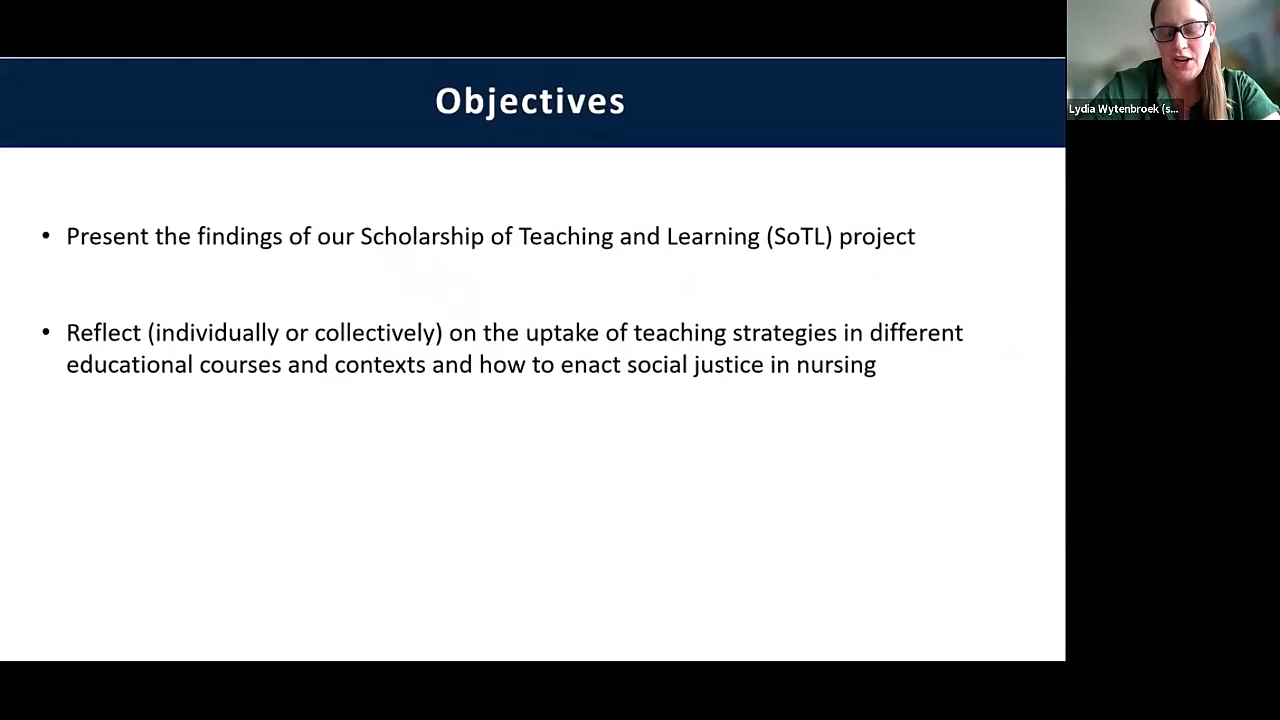 Objectives
Lydia Wytenbroek (s...
• Present the findings of our Scholarship of Teaching and Learning (SoTL) project
• Reflect (individually or collectively) on the uptake of teaching strategies in different
educational courses and contexts and how to enact social justice in nursing